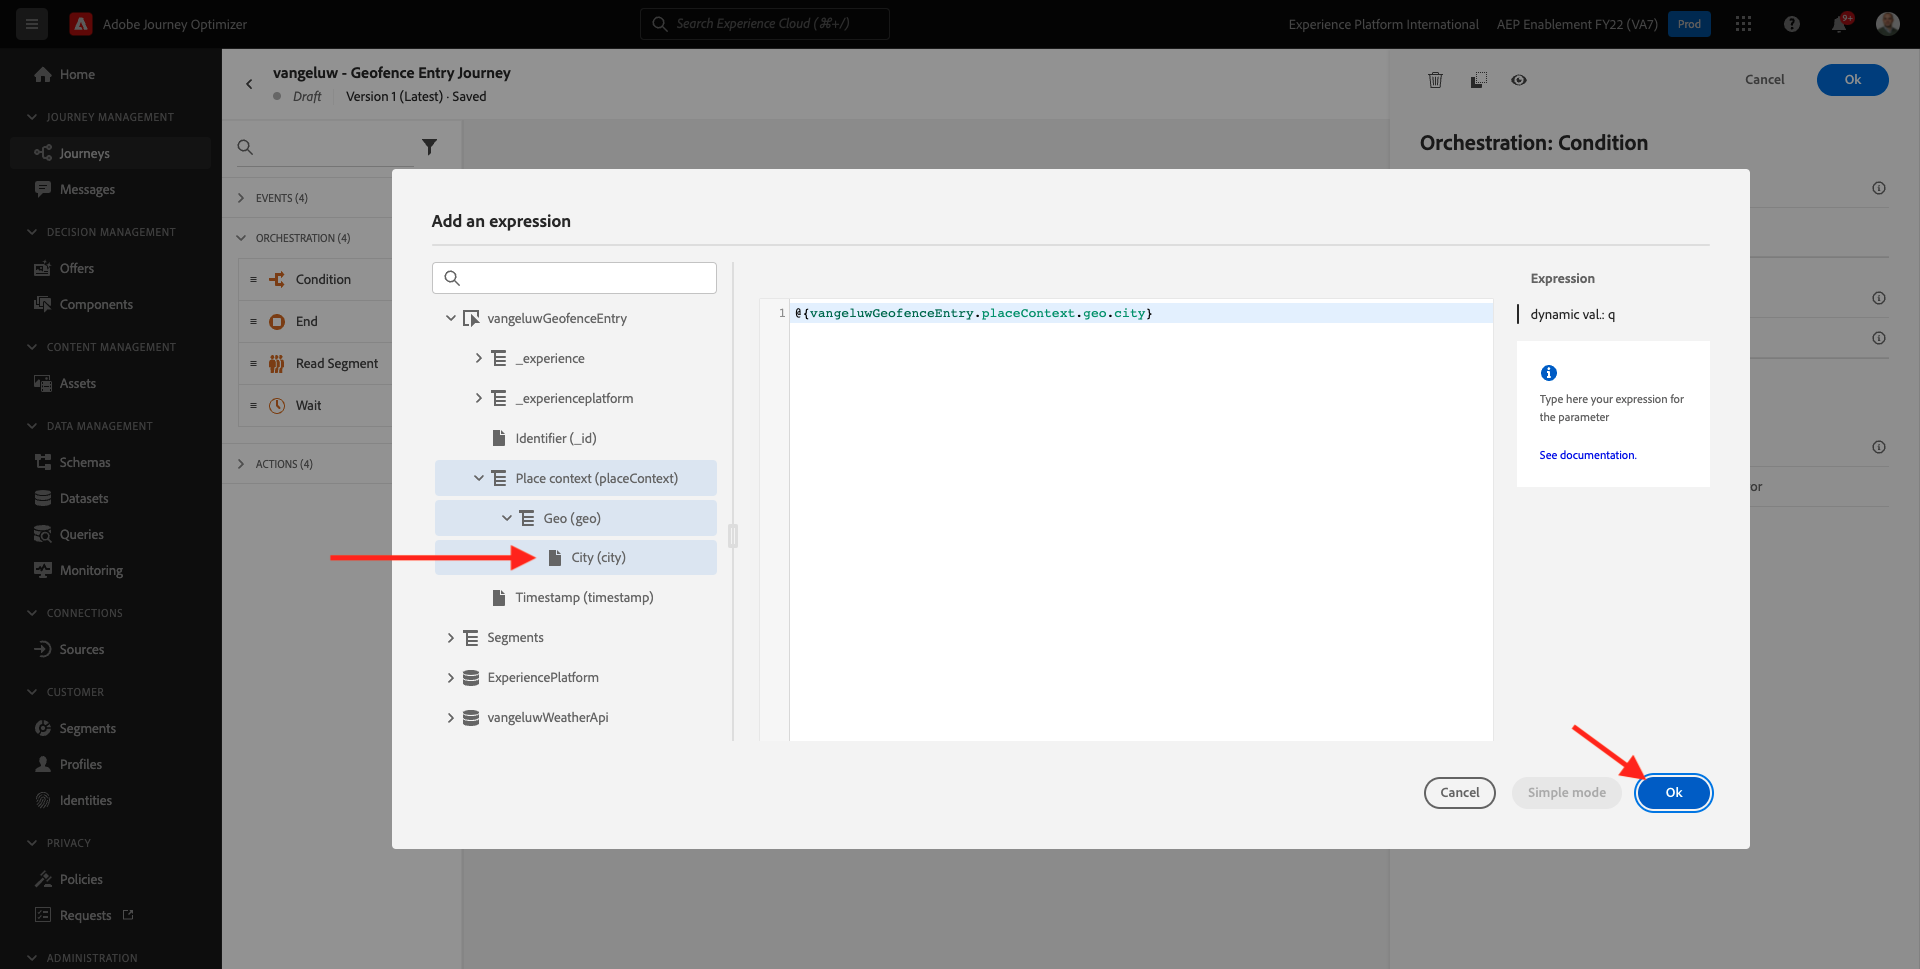 Adobe Journey Optimizer
Search Experience Cloud (⌘+/)
Experience Platform International
AEP Enablement FY22 (VA7)
Prod
9+
Home
JOURNEY MANAGEMENT
Journeys
Messages
DECISION MANAGEMENT
Offers
Components
CONTENT MANAGEMENT
Assets
DATA MANAGEMENT
Schemas
Datasets
Queries
Monitoring
CONNECTIONS
Sources
CUSTOMER
Segments
Profiles
Identities
PRIVACY
Policies
Requests
ADMINISTRATION
vangeluw - Geofence Entry Journey
Draft
Version 1 (Latest) · Saved
EVENTS (4)
ORCHESTRATION (4)
Condition
End
Read Segment
Wait
ACTIONS (4)
Cancel
Ok
Orchestration: Condition
or
Add an expression
vangeluwGeofenceEntry
_experience
_experienceplatform
Identifier (_id)
Place context (placeContext)
Geo (geo)
City (city)
Timestamp (timestamp)
Segments
ExperiencePlatform
vangeluwWeatherApi
1
@{vangeluwGeofenceEntry.placeContext.geo.city}
Expression
dynamic val.: q
Type here your expression for
the parameter
See documentation.
Cancel
Simple mode
Ok